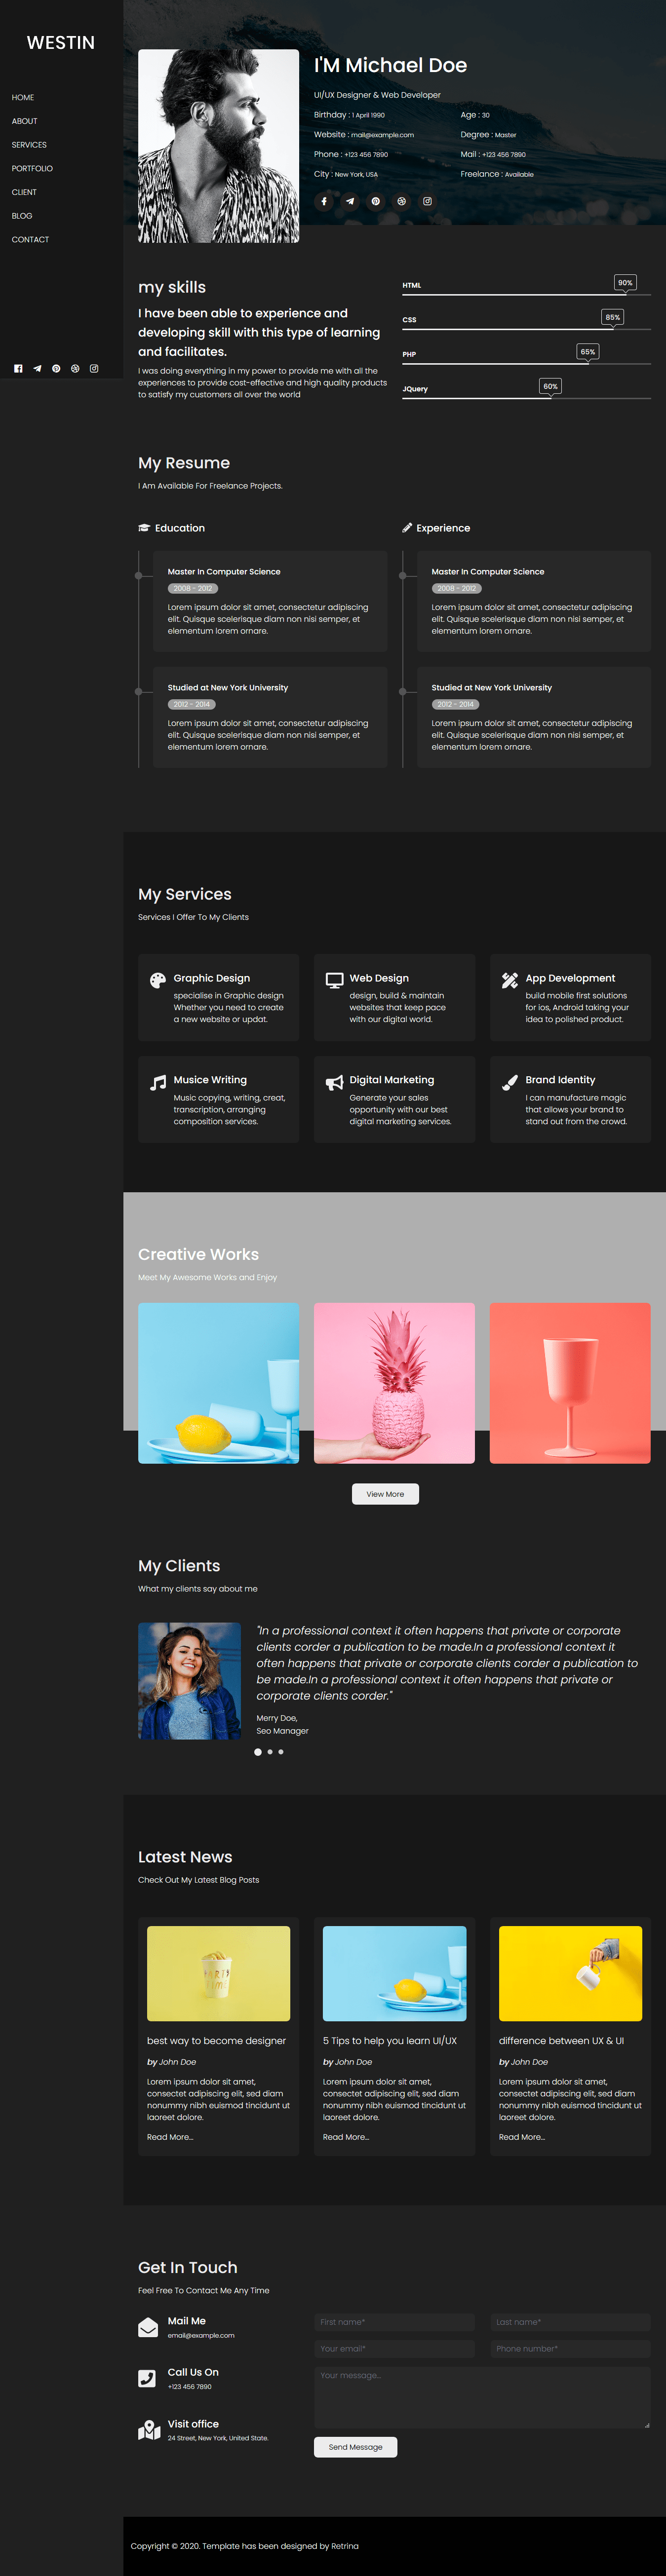 WESTIN
HOME
ABOUT
SERVICES
PORTFOLIO
CLIENT
BLOG
CONTACT
I'M Michael Doe
UI/UX Designer & Web Developer
Birthday : 1 April 1990
Age : 30
Website : mail@example.com
Degree : Master
Phone : +123 456 7890
Mail : +123 456 7890
City : New York, USA
Freelance : Available
my skills
I have been able to experience and
developing skill with this type of learning
and facilitates.
I was doing everything in my power to provide me with all the
experiences to provide cost-effective and high quality products
to satisfy my customers all over the world
HTML
90%
CSS
85%
PHP
65%
JQuery
60%
My Resume
I Am Available For Freelance Projects.
Education
Master In Computer Science
2008 - 2012
Lorem ipsum dolor sit amet, consectetur adipiscing
elit. Quisque scelerisque diam non nisi semper, et
elementum lorem ornare.
Studied at New York University
2012 - 2014
Lorem ipsum dolor sit amet, consectetur adipiscing
elit. Quisque scelerisque diam non nisi semper, et
elementum lorem ornare.
Experience
Master In Computer Science
2008 - 2012
Lorem ipsum dolor sit amet, consectetur adipiscing
elit. Quisque scelerisque diam non nisi semper, et
elementum lorem ornare.
Studied at New York University
2012 - 2014
Lorem ipsum dolor sit amet, consectetur adipiscing
elit. Quisque scelerisque diam non nisi semper, et
elementum lorem ornare.
My Services
Services I Offer To My Clients
Graphic Design
specialise in Graphic design
Whether you need to create
a new website or updat.
Web Design
design, build & maintain
websites that keep pace
with our digital world.
App Development
build mobile first solutions
for ios, Android taking your
idea to polished product.
Musice Writing
Music copying, writing, creat,
transcription, arranging
composition services.
Digital Marketing
Generate your sales
opportunity with our best
digital marketing services.
Brand Identity
I can manufacture magic
that allows your brand to
stand out from the crowd.
Creative Works
Meet My Awesome Works and Enjoy
View More
My Clients
What my clients say about me
"In a professional context it often happens that private or corporate
clients corder a publication to be made.In a professional context it
often happens that private or corporate clients corder a publication to
be made.In a professional context it often happens that private or
corporate clients corder."
Merry Doe,
Seo Manager
Latest News
Check Out My Latest Blog Posts
PARTY
TIME
best way to become designer
by John Doe
Lorem ipsum dolor sit amet,
consectet adipiscing elit, sed diam
nonummy nibh euismod tincidunt ut
laoreet dolore.
Read More...
5 Tips to help you learn UI/UX
by John Doe
Lorem ipsum dolor sit amet,
consectet adipiscing elit, sed diam
nonummy nibh euismod tincidunt ut
laoreet dolore.
Read More...
difference between UX & UI
by John Doe
Lorem ipsum dolor sit amet,
consectet adipiscing elit, sed diam
nonummy nibh euismod tincidunt ut
laoreet dolore.
Read More...
Get In Touch
Feel Free To Contact Me Any Time
Mail Me
email@example.com
Call Us On
+123 456 7890
Visit office
24 Street, New York, United State.
First name*
Last name*
Your email*
Phone number*
Your message...
Send Message
Copyright © 2020. Template has been designed by Retrina